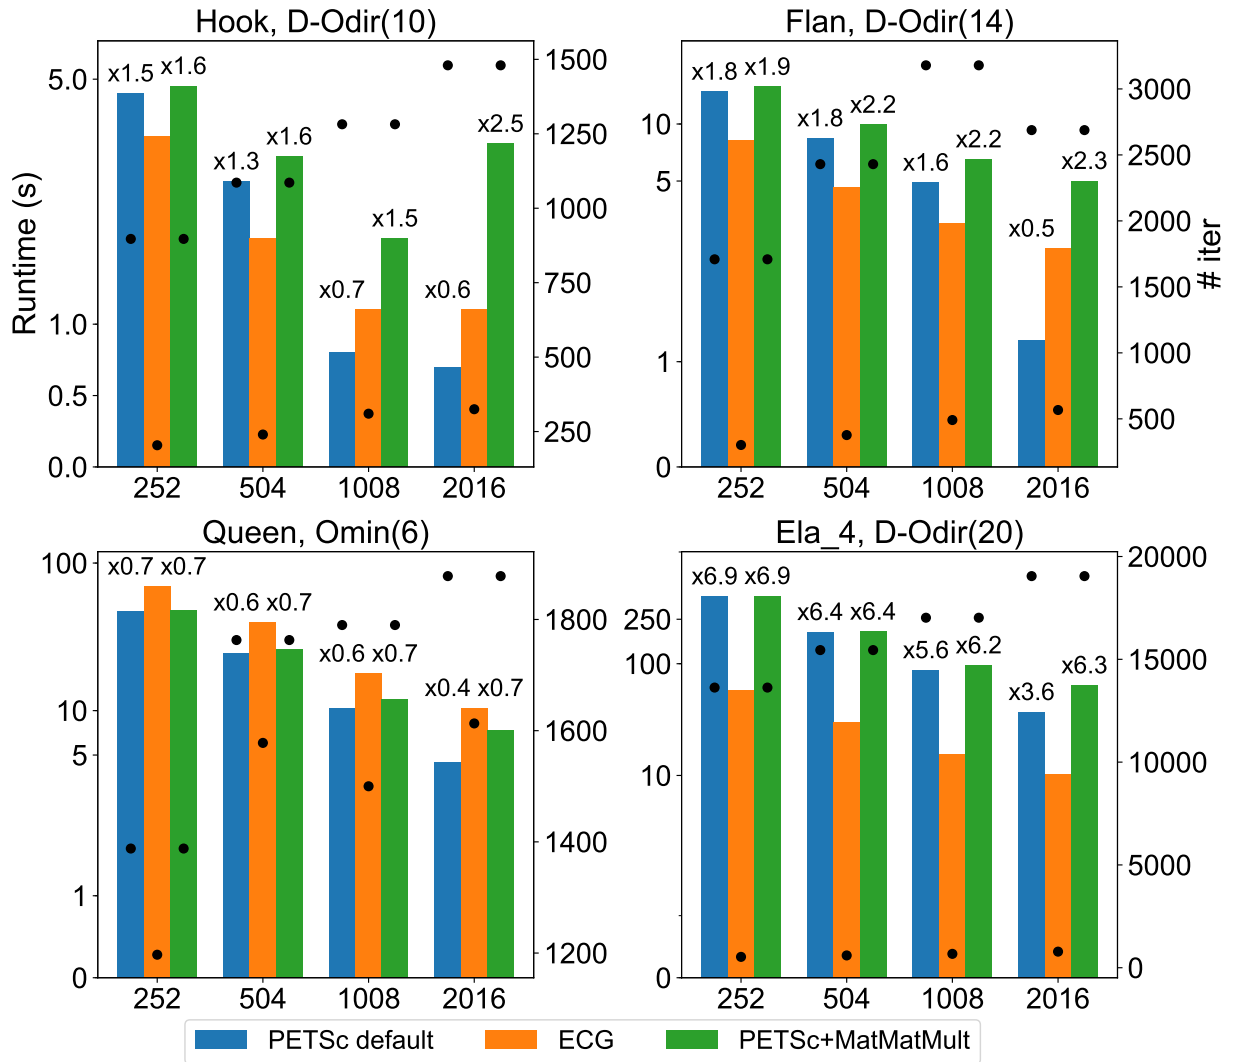 Hook, D-Odir(10)
Flan, D-Odir(14)
Runtime (s)
5.0
1.0
0.5
0.0
x1.5 x1.6
x1.3 x1.6
x0.7 x1.5
x0.6 x2.5
1500
1250
1000
750
500
250
252 504 1008 2016
10
5
1
0
x1.8 x1.9
x1.8 x2.2
x1.6 x2.2
x0.5 x2.3
3000
2500
2000
1500
1000
500
# iter
252 504 1008 2016
Queen, Omin(6)
Ela_4, D-Odir(20)
100
10
5
1
0
x0.7 x0.7
x0.6 x0.7
x0.6 x0.7
x0.4 x0.7
1800
1600
1400
1200
252 504 1008 2016
250
100
10
0
x6.9 x6.9
x6.4 x6.4
x5.6 x6.2
x3.6 x6.3
20000
15000
10000
5000
0
252 504 1008 2016
PETSc default ECG PETSc+MatMatMult